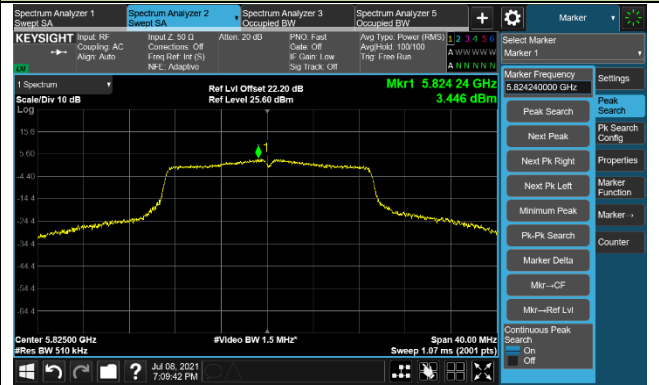 Spectrum Analyzer 1
Swept SA
Spectrum Analyzer 2
Swept SA
Spectrum Analyzer 3
Occupied BW
Spectrum Analyzer 5
Occupied BW
+
Marker
KEYSIGHT
Input: RF
Coupling: AC
Align: Auto
Input Z: 50 Ω
Corrections: Off
Freq Ref: Int (S)
NFE: Adaptive
Atten: 20 dB
PNO: Fast
Gate: Off
IF Gain: Low
Sig Track: Off
Avg Type: Power (RMS)
Avg|Hold: 100/100
Trig: Free Run
1 2 3 4 5 6
A W W W W W
A N N N N N
LXI
Select Marker
Marker 1
1 Spectrum
Scale/Div 10 dB
Log
Ref Lvl Offset 22.20 dB
Ref Level 25.60 dBm
Mkr1 5.824 24 GHz
3.446 dBm
15.6
5.60
-4.40
-14.4
-24.4
-34.4
-44.4
-54.4
-64.4
1
Center 5.82500 GHz
#Res BW 510 kHz
#Video BW 1.5 MHz*
Span 40.00 MHz
Sweep 1.07 ms (2001 pts)
Marker Frequency
5.824240000 GHz
Peak Search
Next Peak
Next Pk Right
Next Pk Left
Minimum Peak
Pk-Pk Search
Marker Delta
Mkr→CF
Mkr→Ref Lvl
Continuous Peak
Search
On
Off
Settings
Peak
Search
Pk Search
Config
Properties
Marker
Function
Marker→
Counter
?
Jul 08, 2021
7:09:42 PM